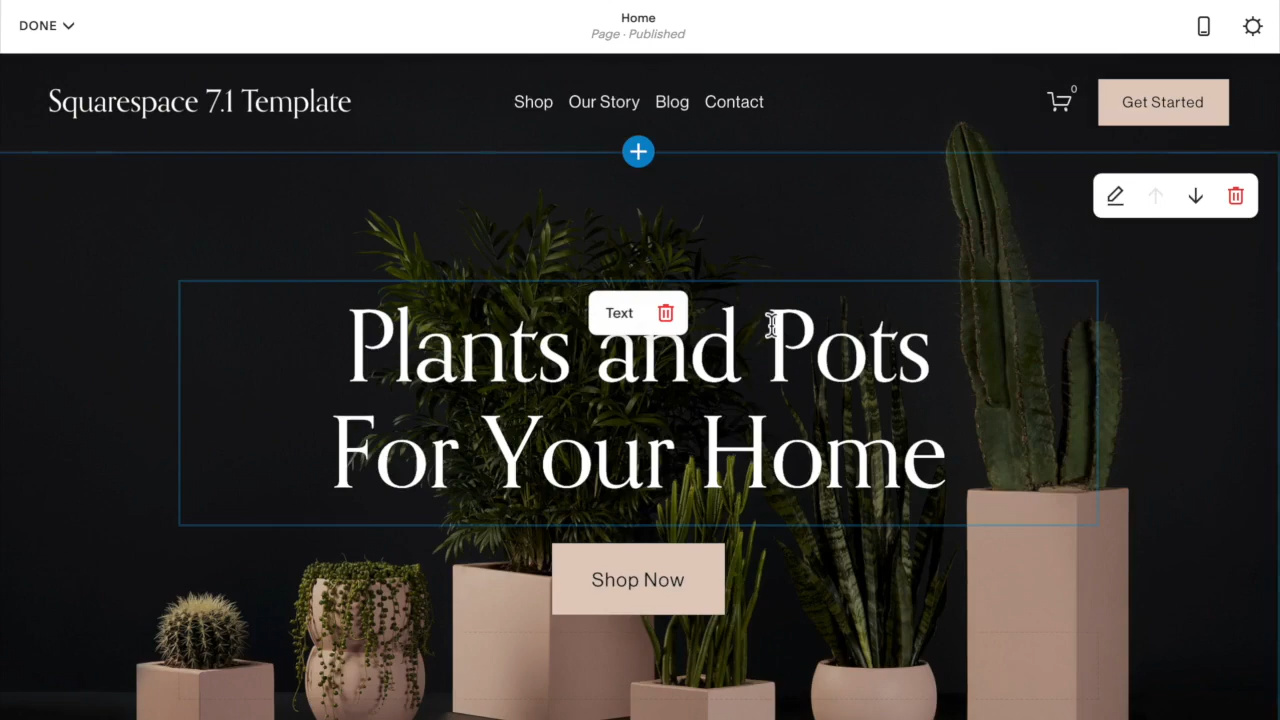 DONE
Home
Page · Published
Squarespace 7.1 Template
Shop Our Story Blog Contact
0
Get Started
Text
Plants and Pots
For Your Home
Shop Now